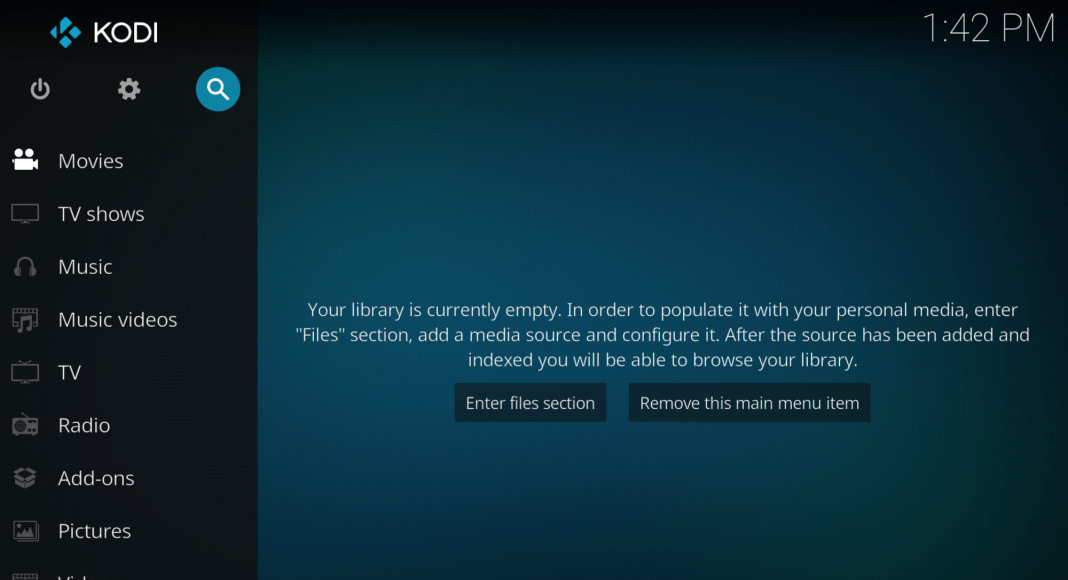 KODI
1:42 PM
Movies
TV shows
Music
Music videos
TV
Radio
Add-ons
Pictures
Your library is currently empty. In order to populate it with your personal media, enter
"Files" section, add a media source and configure it. After the source has been added and
indexed you will be able to browse your library.
Enter files section
Remove this main menu item